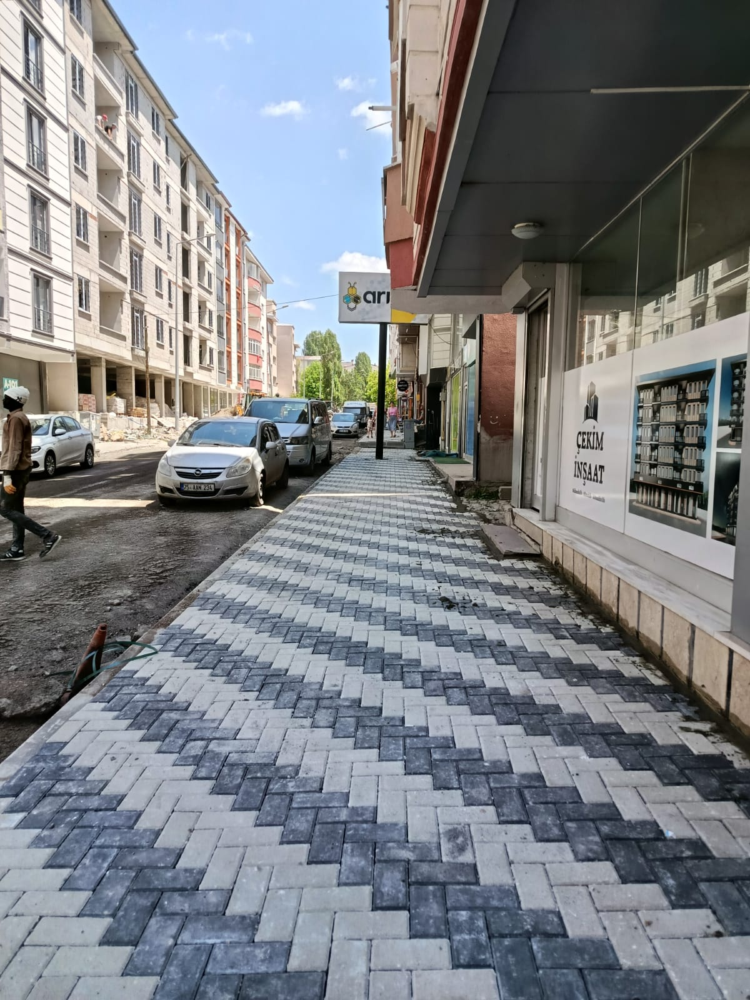 arı
A101
75 AAN 234
ÇEKİM
İNŞAAT